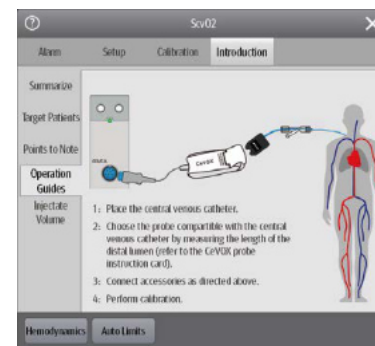 ScvO2
Alarm Setup Calibration Introduction
Summarize
Target Patients
Points to Note
Operation
Guides
Injectate
Volume
CeVOX
1: Place the central venous catheter.
2: Choose the probe compartible with the central
venous catheter by measuring the length of the
distal lumen (refer to the CeVOX probe
instruction card).
3: Connect accessories as directed above.
4: Perform calibration.
Hemodynamics Auto Limits